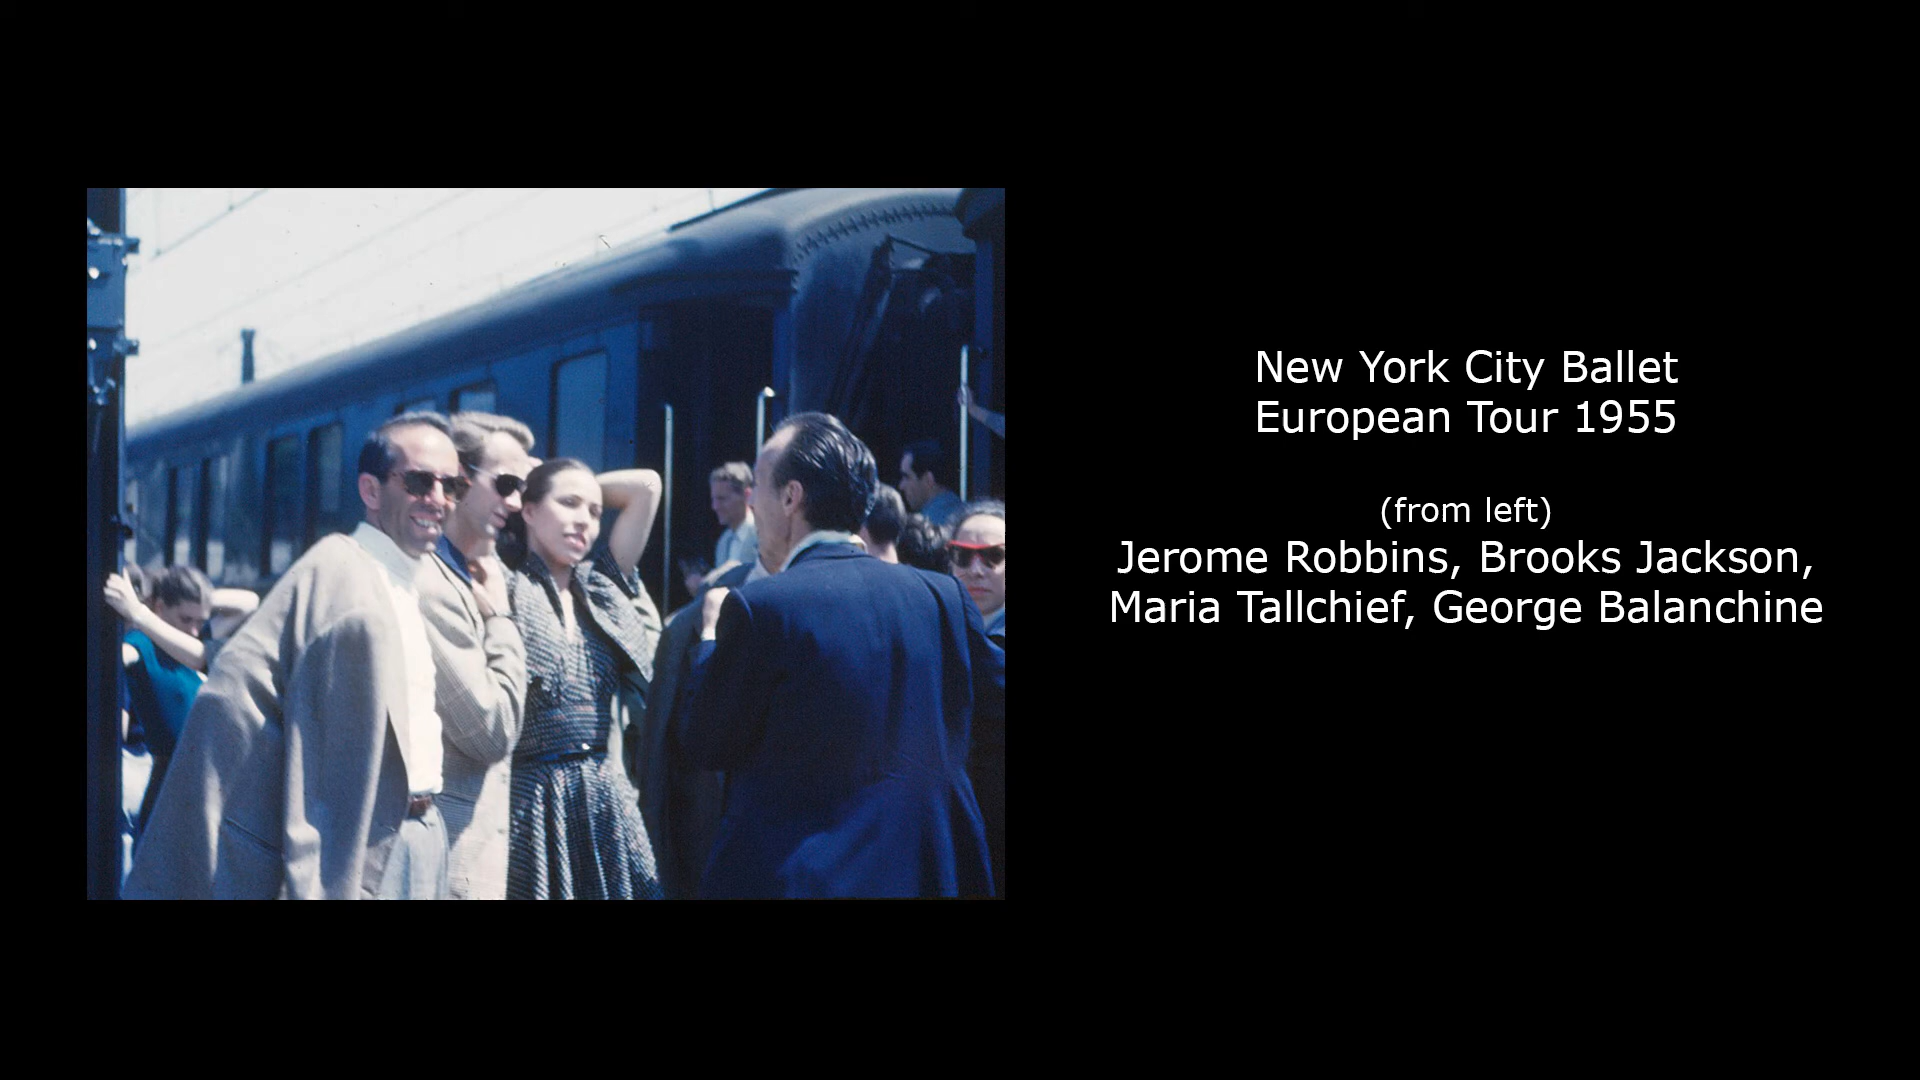 New York City Ballet
European Tour 1955
(from left)
Jerome Robbins, Brooks Jackson,
Maria Tallchief, George Balanchine